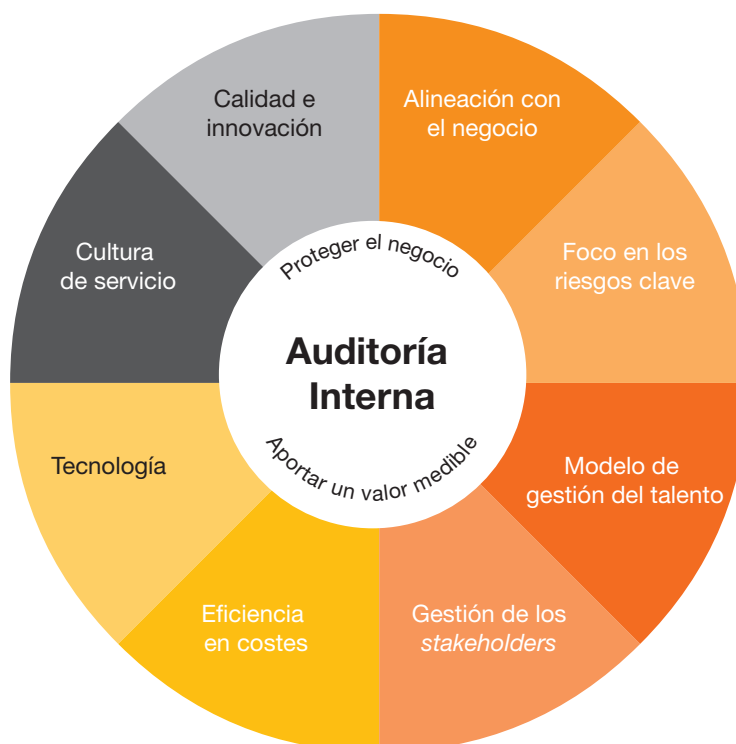 Calidad e
innovación
Alineación con
el negocio
Cultura
de servicio
Proteger el negocio
Foco en los
riesgos clave
Auditoría
Interna
Aportar un valor medible
Tecnología
Modelo de
gestión del talento
Eficiencia
en costes
Gestión de los
stakeholders